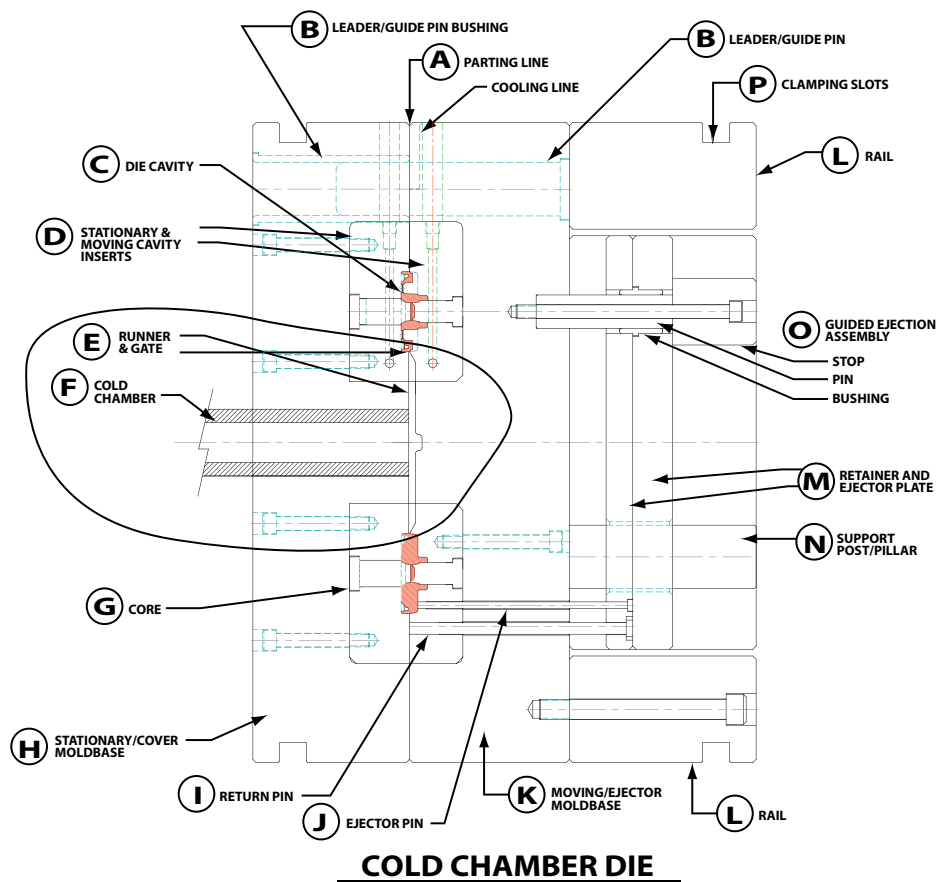 B LEADER/GUIDE PIN BUSHING
B LEADER/GUIDE PIN
A PARTING LINE
COOLING LINE
P CLAMPING SLOTS
C DIE CAVITY
L RAIL
D STATIONARY &
MOVING CAVITY
INSERTS
E RUNNER
& GATE
O GUIDED EJECTION
ASSEMBLY
STOP
PIN
BUSHING
F COLD
CHAMBER
M RETAINER AND
EJECTOR PLATE
N SUPPORT
POST/PILLAR
G CORE
H STATIONARY/COVER
MOLDBASE
I RETURN PIN
J EJECTOR PIN
K MOVING/EJECTOR
MOLDBASE
L RAIL
COLD CHAMBER DIE